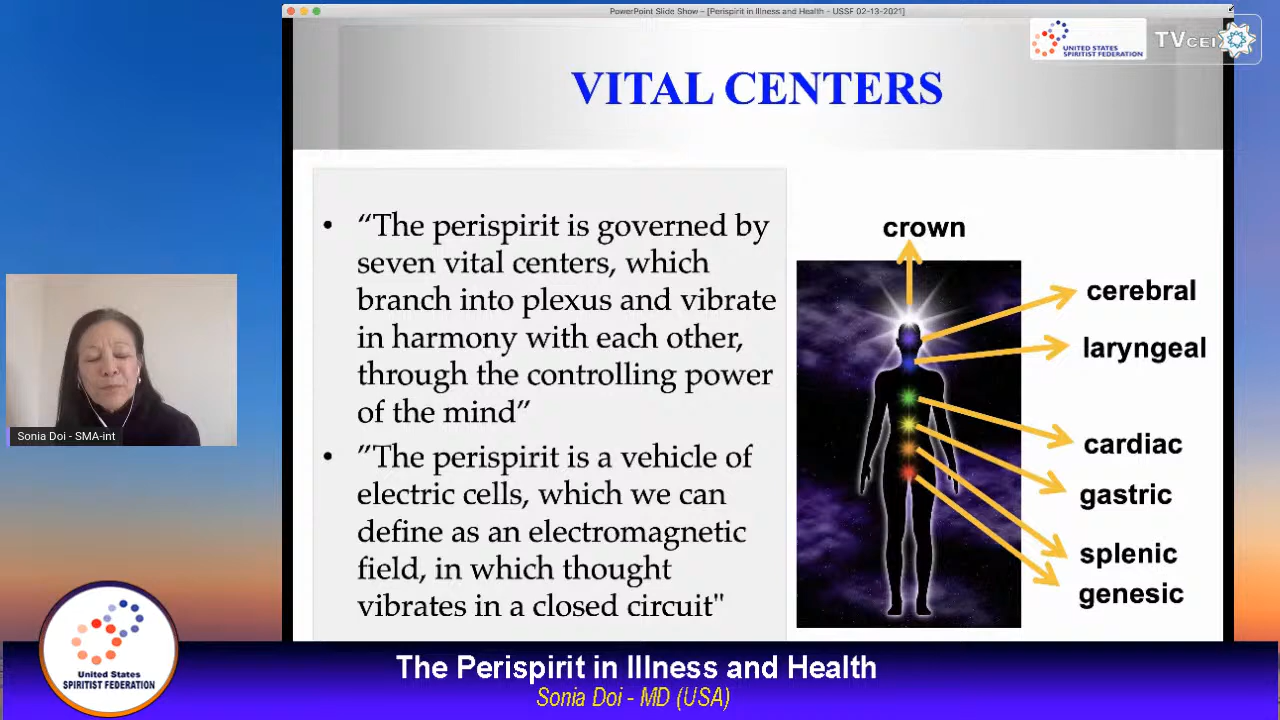 PowerPoint Slide Show – [Perispirit in Illness and Health - USSF 02-13-2021]
UNITED STATES
SPIRITIST FEDERATION
TVCEI
VITAL CENTERS
• “The perispirit is governed by
seven vital centers, which
branch into plexus and vibrate
in harmony with each other,
through the controlling power
of the mind”
• ”The perispirit is a vehicle of
electric cells, which we can
define as an electromagnetic
field, in which thought
vibrates in a closed circuit"
crown
cerebral
laryngeal
cardiac
gastric
splenic
genesic
Sonia Doi - SMA-int
United States
SPIRITIST FEDERATION
The Perispirit in Illness and Health
Sonia Doi - MD (USA)